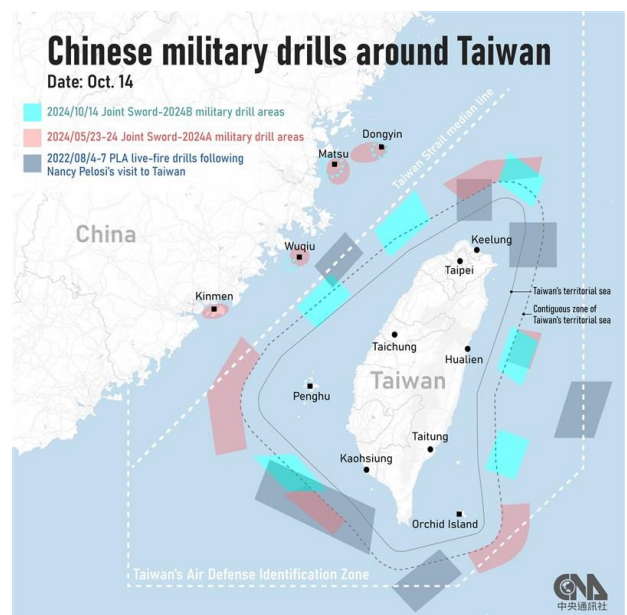 Chinese military drills around Taiwan
Date: Oct. 14
2024/10/14 Joint Sword-2024B military drill areas
2024/05/23-24 Joint Sword-2024A military drill areas
2022/08/4-7 PLA live-fire drills following
Nancy Pelosi's visit to Taiwan
Taiwan Strait median line
Dongyin
Matsu
China
Wuqiu
Keelung
Taipei
Taiwan's territorial sea
Contiguous zone of
Taiwan's territorial sea
Kinmen
Taichung
Hualien
Taiwan
Penghu
Taitung
Kaohsiung
Orchid Island
Taiwan's Air Defense Identification Zone
CNA
中央通訊社